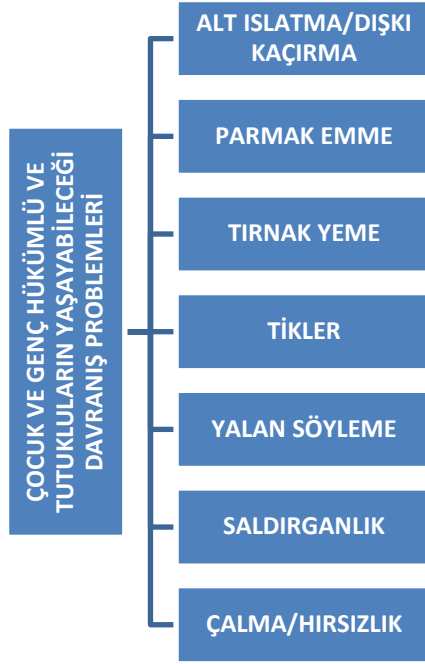 ÇOCUK VE GENÇ HÜKÜMLÜ VE
TUTUKLULARIN YAŞAYABİLECEĞİ
DAVRANIŞ PROBLEMLERİ
ALT ISLATMA/DIŞKI
KAÇIRMA
PARMAK EMME
TIRNAK YEME
TİKLER
YALAN SÖYLEME
SALDIRGANLIK
ÇALMA/HIRSIZLIK